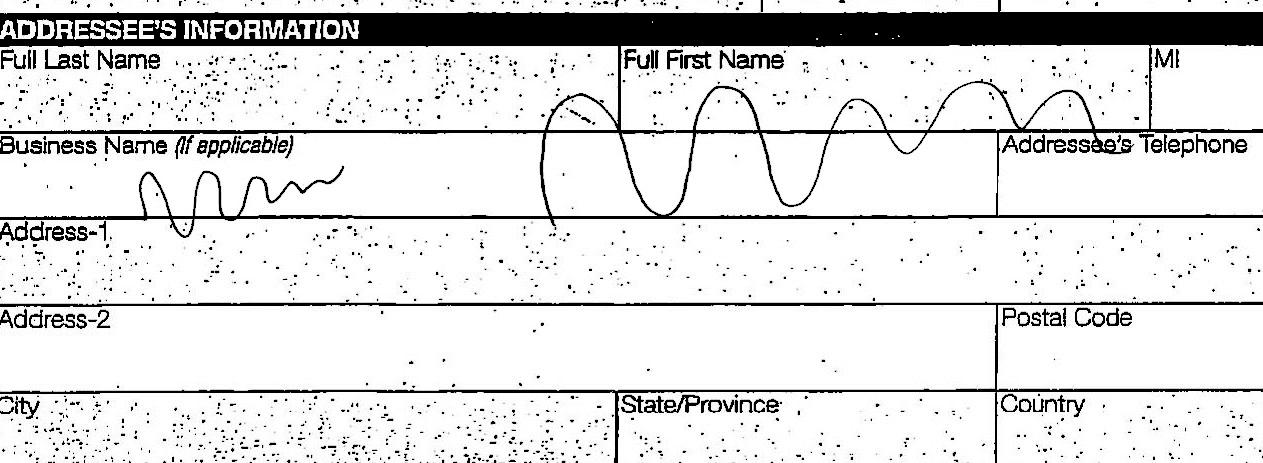 ADDRESSEE'S INFORMATION
Full Last Name Full First Name MI
Business Name (If applicable) Addressee's Telephone
Address-1
Address-2 Postal Code
City State/Province Country